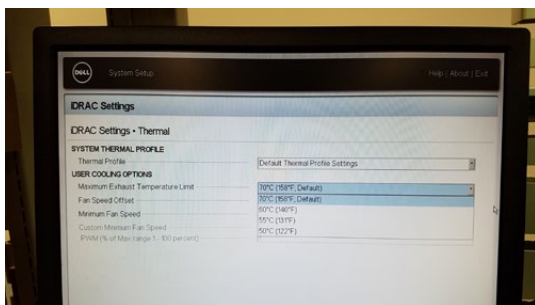 DELL System Setup Help | About | Exit
iDRAC Settings
iDRAC Settings • Thermal
SYSTEM THERMAL PROFILE
Thermal Profile Default Thermal Profile Settings
USER COOLING OPTIONS
Maximum Exhaust Temperature Limit 70°C (158°F, Default)
Fan Speed Offset 70°C (158°F, Default)
60°C (140°F)
Minimum Fan Speed 55°C (131°F)
Custom Minimum Fan Speed 50°C (122°F)
PWM (% of Max range 1 - 100 percent)